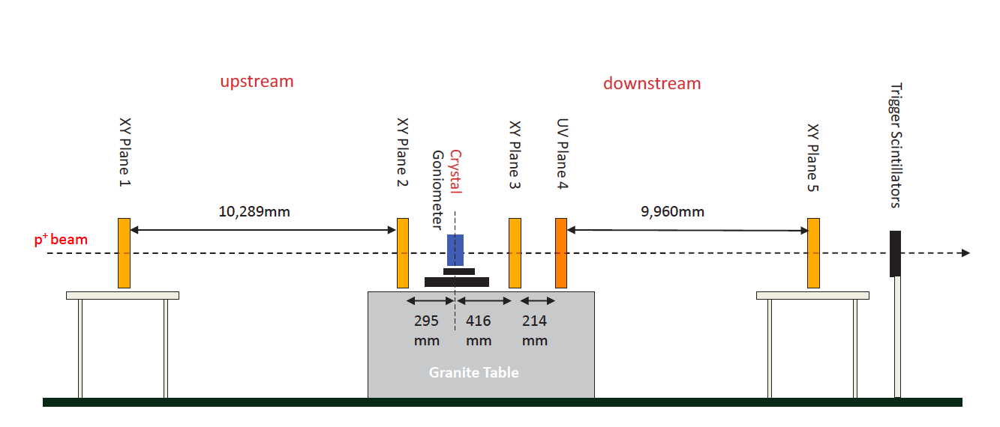 upstream
downstream
XY Plane 1
XY Plane 2
Goniometer
Crystal
XY Plane 3
UV Plane 4
XY Plane 5
Trigger Scintillators
10,289mm
9,960mm
p+ beam
295
mm
416
mm
214
mm
Granite Table